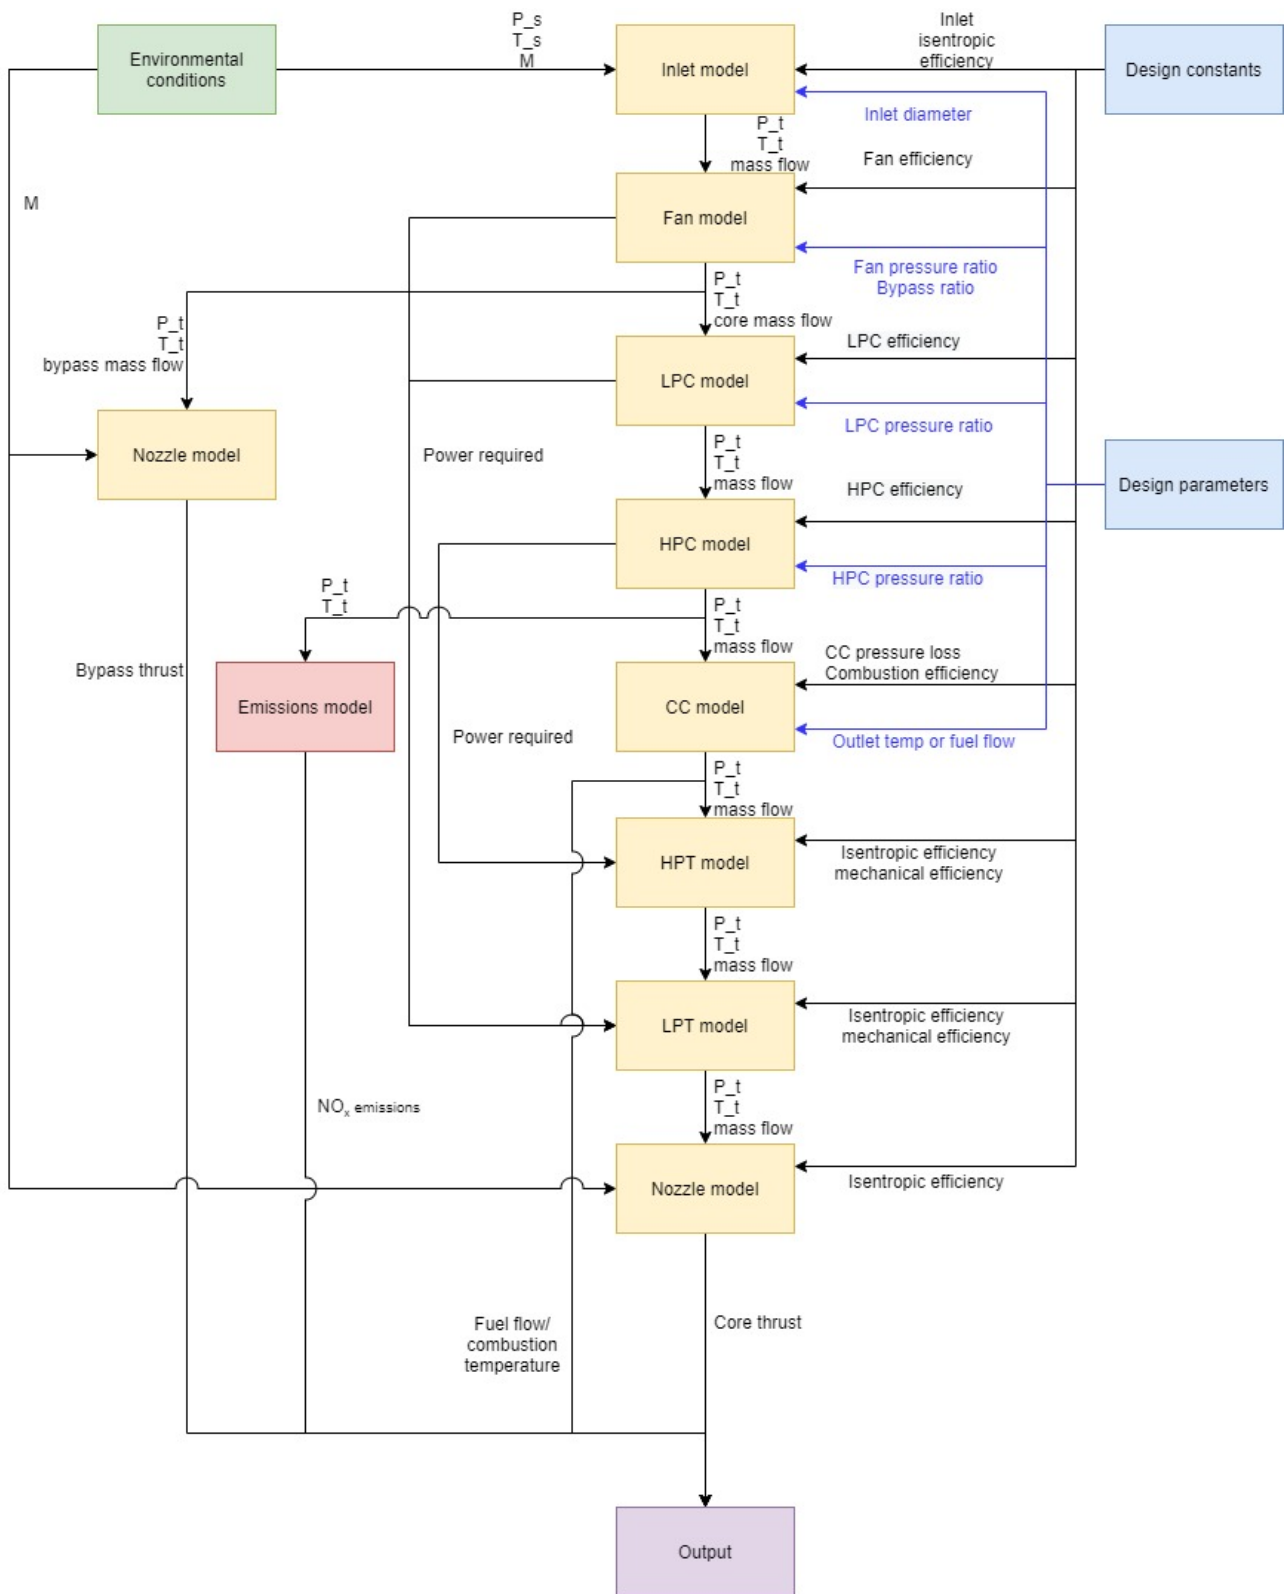 P_s
T_s
M
Inlet
isentropic
efficiency
Environmental
conditions
Inlet model
Design constants
Inlet diameter
P_t
T_t
mass flow
Fan efficiency
M
Fan model
Fan pressure ratio
Bypass ratio
P_t
T_t
core mass flow
P_t
T_t
bypass mass flow
LPC efficiency
LPC model
LPC pressure ratio
Nozzle model
Power required
P_t
T_t
mass flow
HPC efficiency
Design parameters
HPC model
HPC pressure ratio
P_t
T_t
P_t
T_t
mass flow
Bypass thrust
CC pressure loss
Combustion efficiency
Emissions model
CC model
Power required
Outlet temp or fuel flow
P_t
T_t
mass flow
HPT model
Isentropic efficiency
mechanical efficiency
P_t
T_t
mass flow
LPT model
Isentropic efficiency
mechanical efficiency
P_t
T_t
mass flow
NOₓ emissions
Nozzle model
Isentropic efficiency
Fuel flow/
combustion
temperature
Core thrust
Output